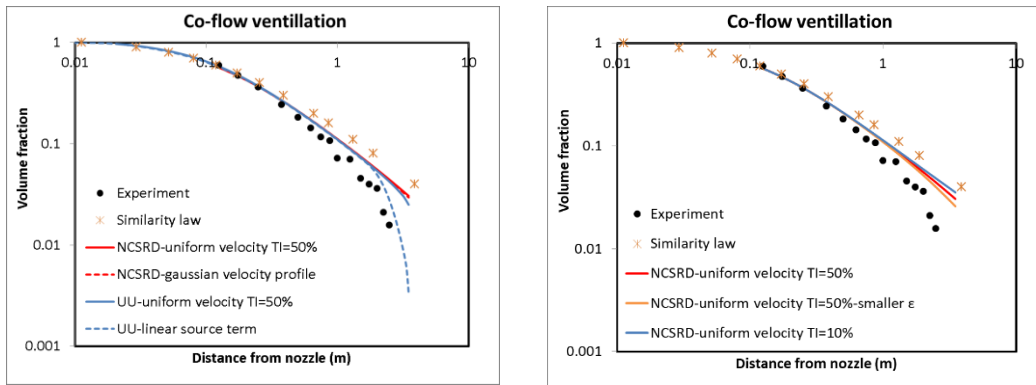 Co-flow ventillation
1
0.01
0.1
1
10
0.1
0.01
0.001
Volume fraction
Distance from nozzle (m)
Experiment
Similarity law
NCSRD-uniform velocity TI=50%
NCSRD-gaussian velocity profile
UU-uniform velocity TI=50%
UU-linear source term
Co-flow ventillation
1
0.01
0.1
1
10
0.1
0.01
0.001
Volume fraction
Distance from nozzle (m)
Experiment
Similarity law
NCSRD-uniform velocity TI=50%
NCSRD-uniform velocity TI=50%-smaller ε
NCSRD-uniform velocity TI=10%